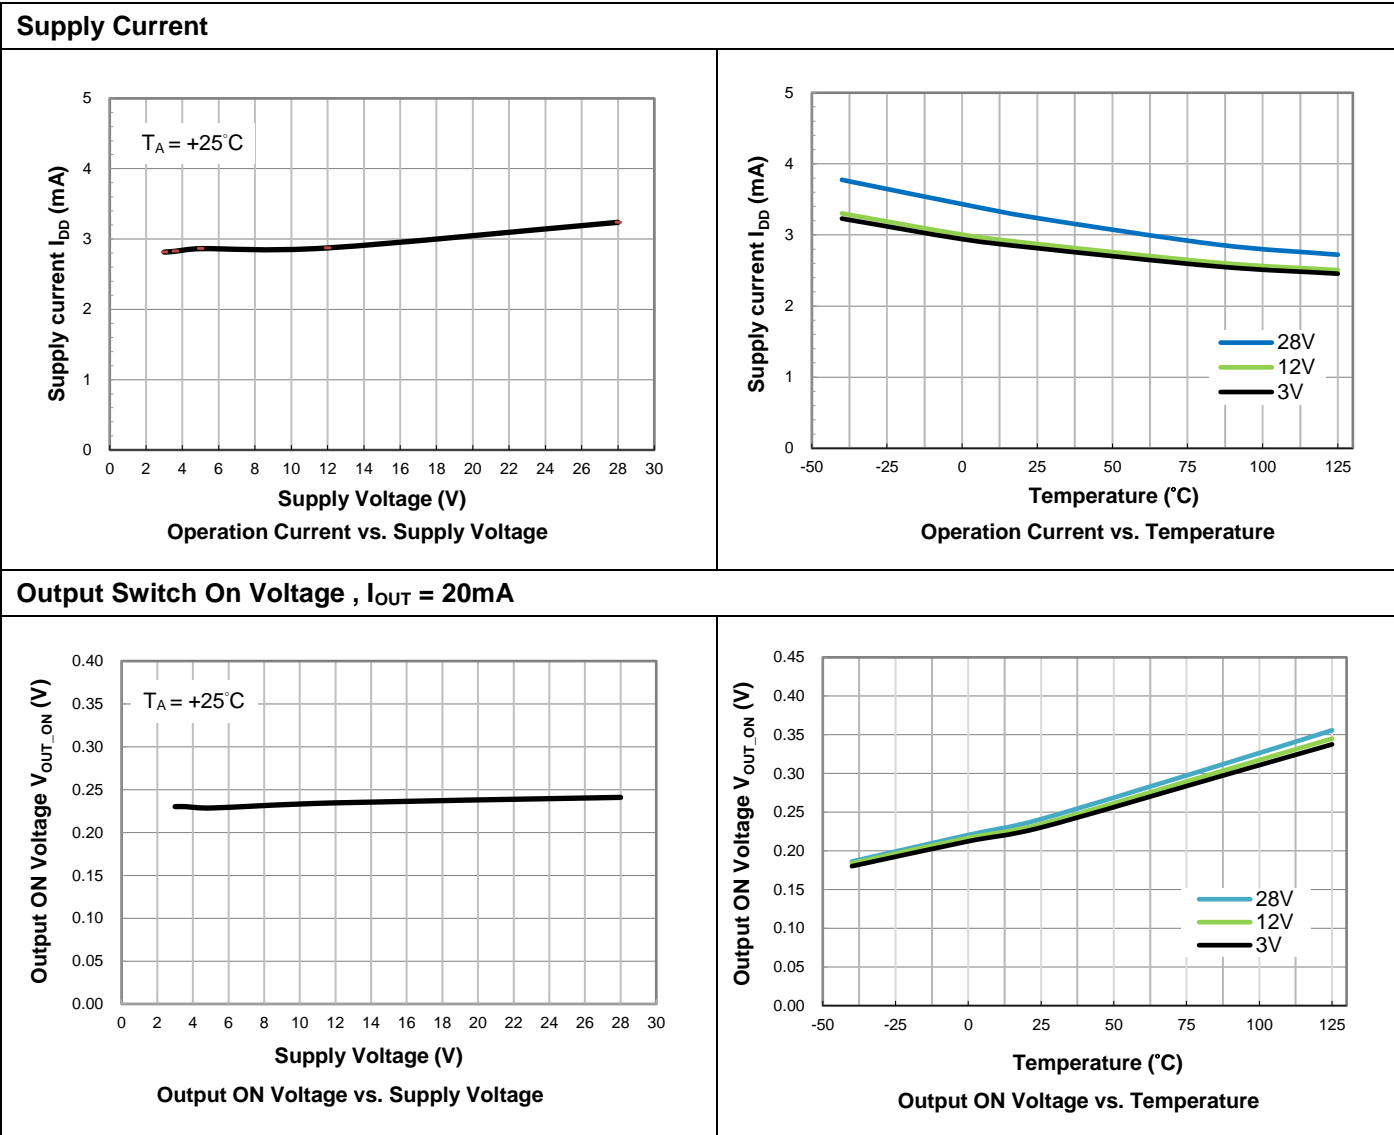 Supply Current
5
4
3
2
1
0
T_A = +25°C
Supply current I_DD (mA)
0 2 4 6 8 10 12 14 16 18 20 22 24 26 28 30
Supply Voltage (V)
Operation Current vs. Supply Voltage
5
4
3
2
1
0
Supply current I_DD (mA)
28V
12V
3V
-50 -25 0 25 50 75 100 125
Temperature (°C)
Operation Current vs. Temperature
Output Switch On Voltage , I_OUT = 20mA
0.40
0.35
0.30
0.25
0.20
0.15
0.10
0.05
0.00
T_A = +25°C
Output ON Voltage V_OUT_ON (V)
0 2 4 6 8 10 12 14 16 18 20 22 24 26 28 30
Supply Voltage (V)
Output ON Voltage vs. Supply Voltage
0.45
0.40
0.35
0.30
0.25
0.20
0.15
0.10
0.05
0.00
Output ON Voltage V_OUT_ON (V)
28V
12V
3V
-50 -25 0 25 50 75 100 125
Temperature (°C)
Output ON Voltage vs. Temperature